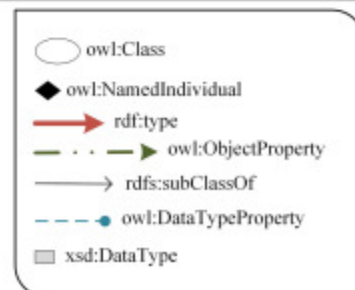 owl:Class
owl:NamedIndividual
rdf:type
owl:ObjectProperty
rdfs:subClassOf
owl:DataTypeProperty
xsd:DataType